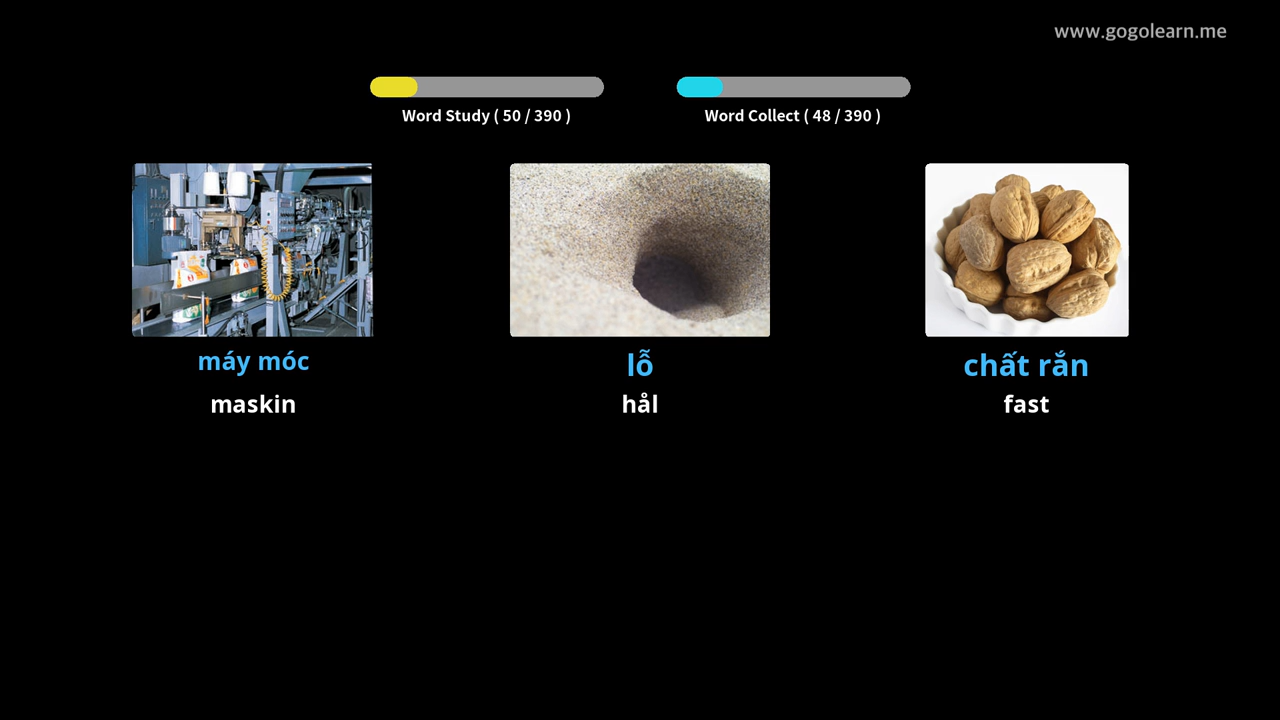 www.gogolearn.me
Word Study ( 50 / 390 )
Word Collect ( 48 / 390 )
máy móc
lỗ
chất rắn
maskin
hål
fast